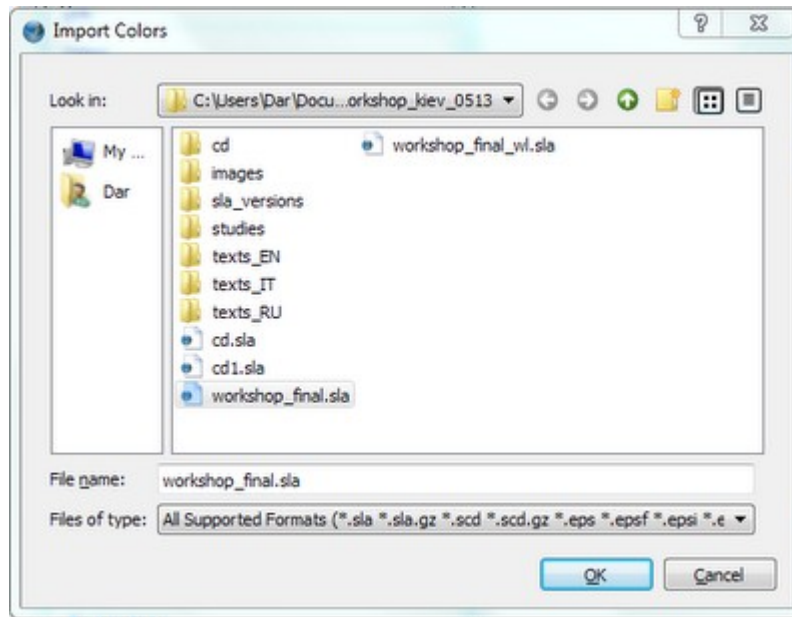 Import Colors
Look in: C:\Users\Dar\Docu...orkshop_kiev_0513
My ...
Dar
cd
images
sla_versions
studies
texts_EN
texts_IT
texts_RU
cd.sla
cd1.sla
workshop_final.sla
workshop_final_wl.sla
File name: workshop_final.sla
Files of type: All Supported Formats (*.sla *.sla.gz *.scd *.scd.gz *.eps *.epsf *.epsi *.e
OK Cancel